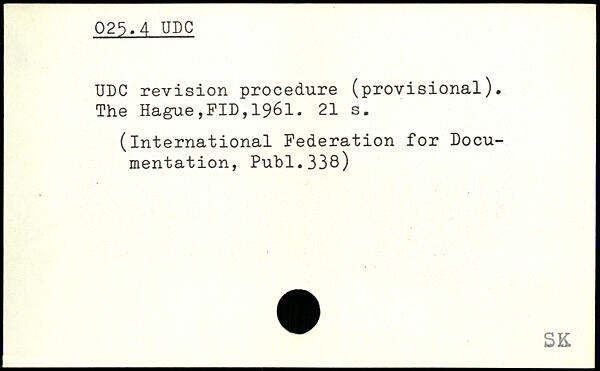 025.4 UDC
UDC revision procedure (provisional).
The Hague,FID,1961. 21 s.
(International Federation for Docu-
mentation, Publ.338)
SK